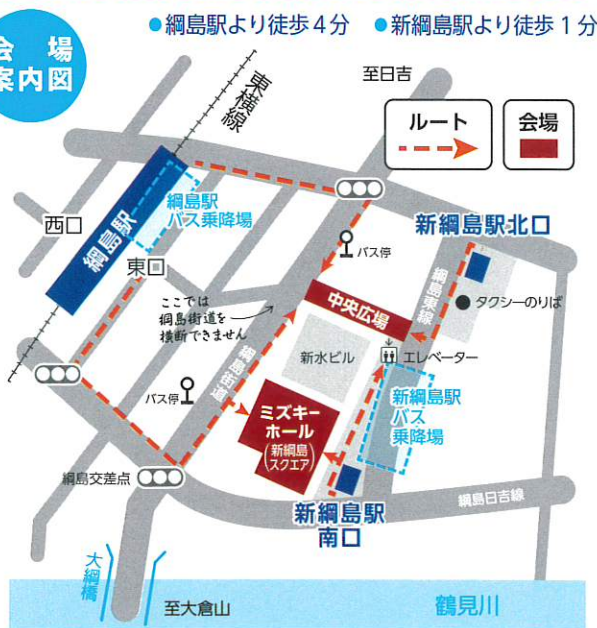 会場
案内図
●綱島駅より徒歩4分 ●新綱島駅より徒歩1分
東横線
至日吉
ルート
会場
綱島駅
バス乗降場
西口
綱島駅
東口
新綱島駅北口
バス停
綱島東線
タクシーのりば
中央広場
ここでは
綱島街道を
横断できません
綱島街道
新水ビル
エレベーター
バス停
ミズキー
ホール
(新綱島
スクエア)
新綱島駅
バス
乗降場
綱島交差点
新綱島駅
南口
綱島日吉線
大綱橋
至大倉山
鶴見川